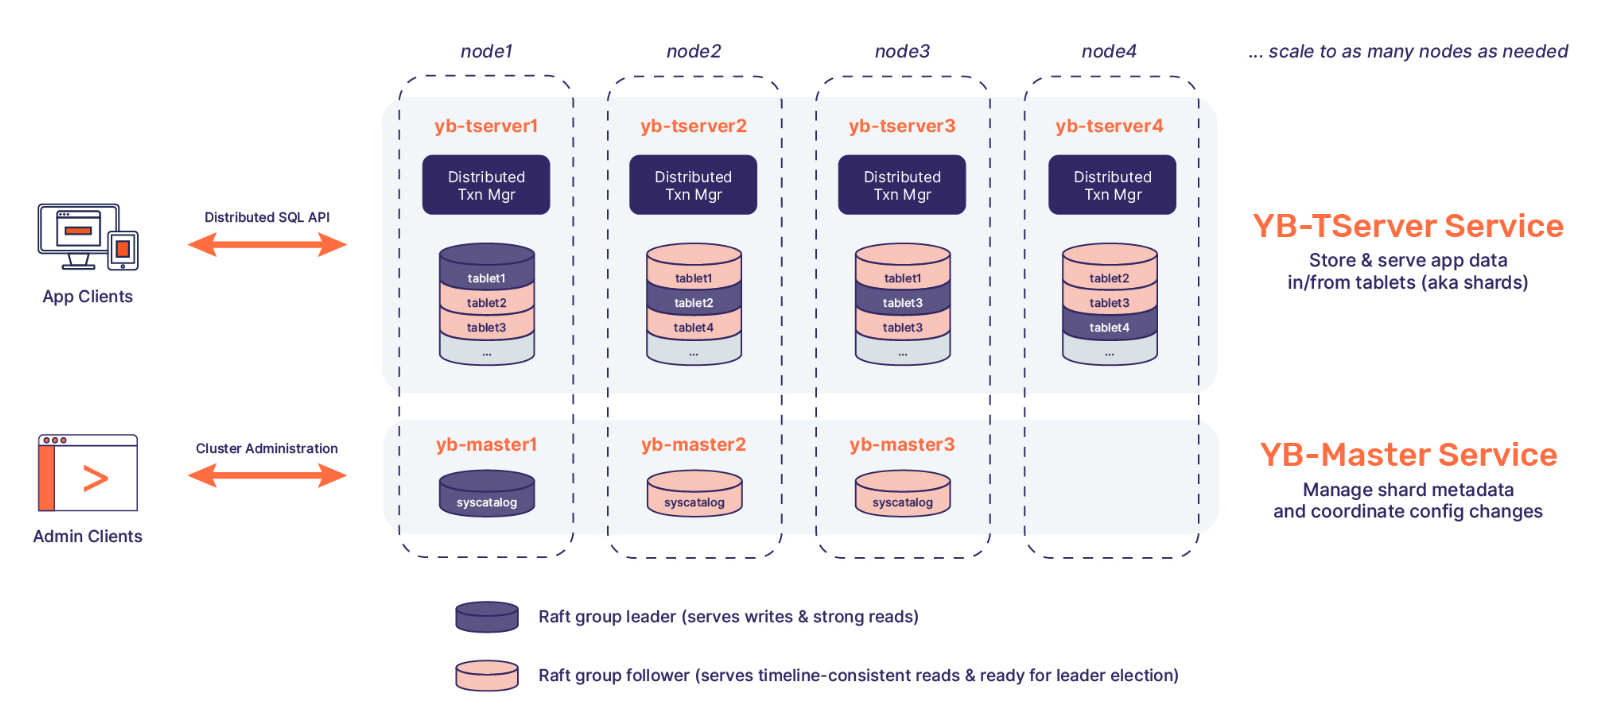 node1
node2
node3
node4
... scale to as many nodes as needed
yb-tserver1
yb-tserver2
yb-tserver3
yb-tserver4
Distributed
Txn Mgr
Distributed
Txn Mgr
Distributed
Txn Mgr
Distributed
Txn Mgr
Distributed SQL API
App Clients
tablet1
tablet2
tablet3
...
tablet1
tablet2
tablet4
...
tablet1
tablet3
tablet3
...
tablet2
tablet3
tablet4
...
YB-TServer Service
Store & serve app data
in/from tablets (aka shards)
Cluster Administration
>
Admin Clients
yb-master1
yb-master2
yb-master3
syscatalog
syscatalog
syscatalog
YB-Master Service
Manage shard metadata
and coordinate config changes
Raft group leader (serves writes & strong reads)
Raft group follower (serves timeline-consistent reads & ready for leader election)